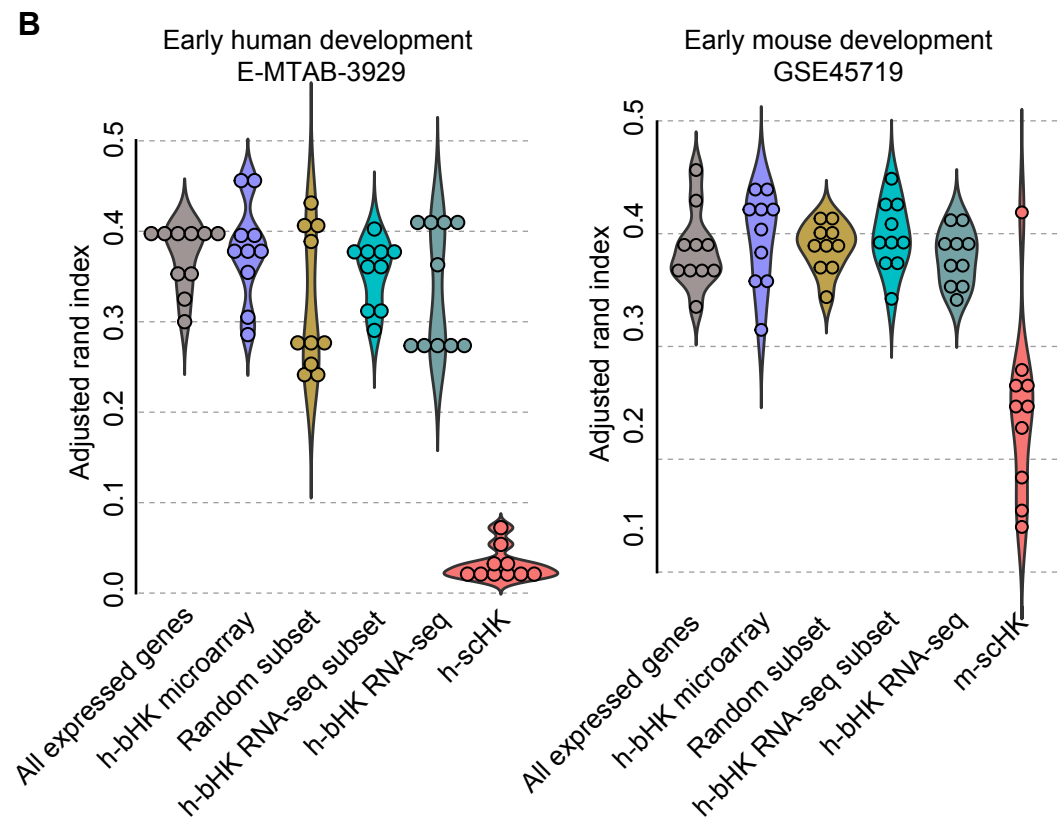 B
Early human development
E-MTAB-3929
Adjusted rand index
0.5
0.4
0.3
0.2
0.1
0.0
All expressed genes
h-bHK microarray
Random subset
h-bHK RNA-seq subset
h-bHK RNA-seq
h-scHK
Early mouse development
GSE45719
Adjusted rand index
0.5
0.4
0.3
0.2
0.1
All expressed genes
h-bHK microarray
Random subset
h-bHK RNA-seq subset
h-bHK RNA-seq
m-scHK